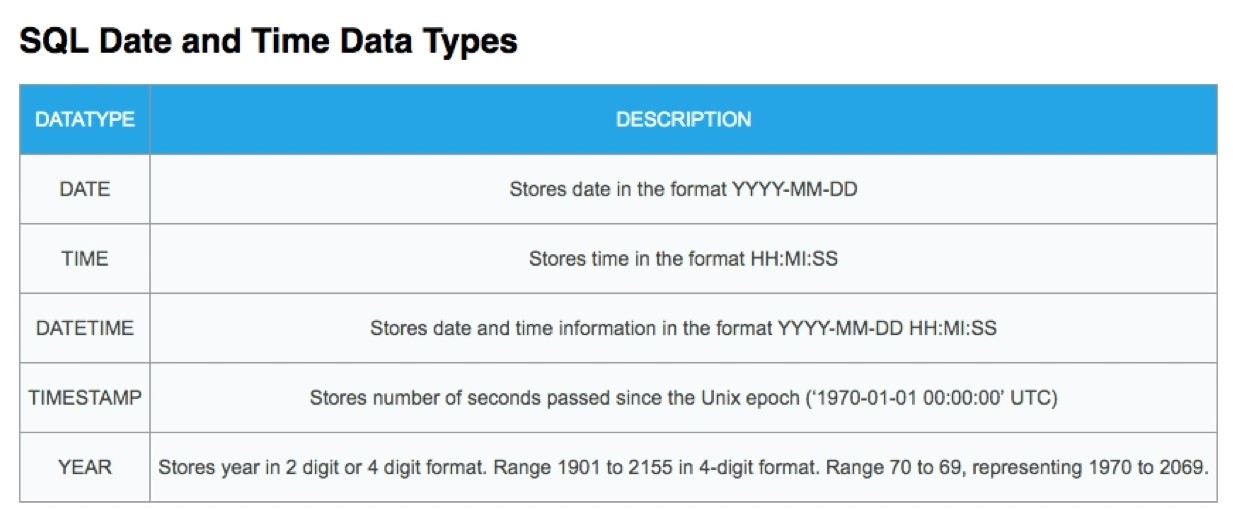 SQL Date and Time Data Types
DATATYPE DESCRIPTION
DATE Stores date in the format YYYY-MM-DD
TIME Stores time in the format HH:MI:SS
DATETIME Stores date and time information in the format YYYY-MM-DD HH:MI:SS
TIMESTAMP Stores number of seconds passed since the Unix epoch (‘1970-01-01 00:00:00’ UTC)
YEAR Stores year in 2 digit or 4 digit format. Range 1901 to 2155 in 4-digit format. Range 70 to 69, representing 1970 to 2069.